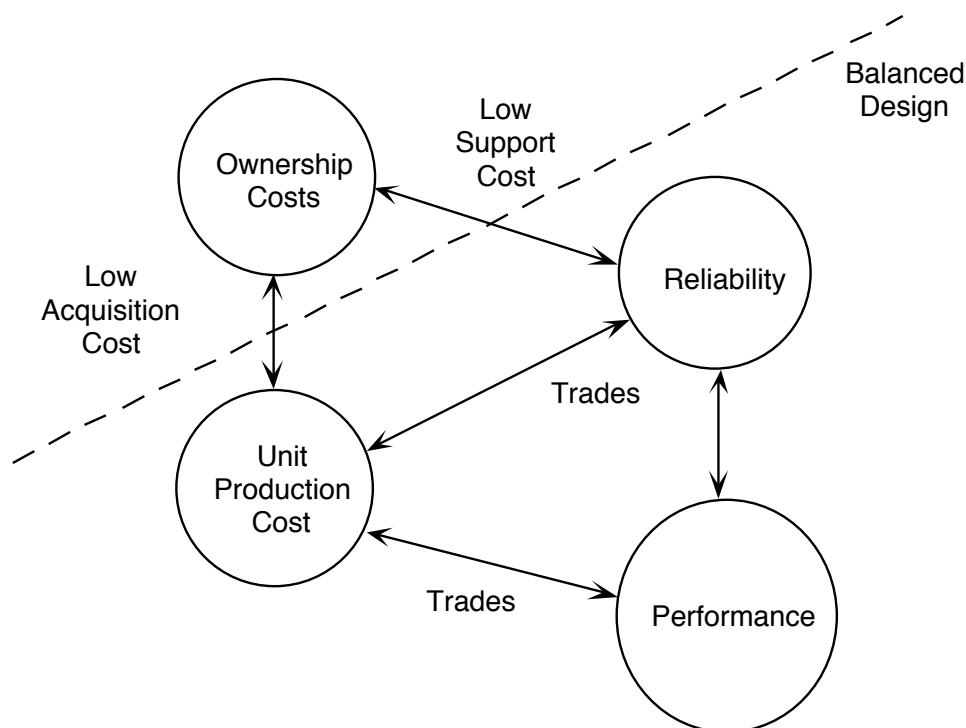 Balanced
Design
Low
Support
Cost
Ownership
Costs
Low
Acquisition
Cost
Reliability
Trades
Unit
Production
Cost
Trades
Performance